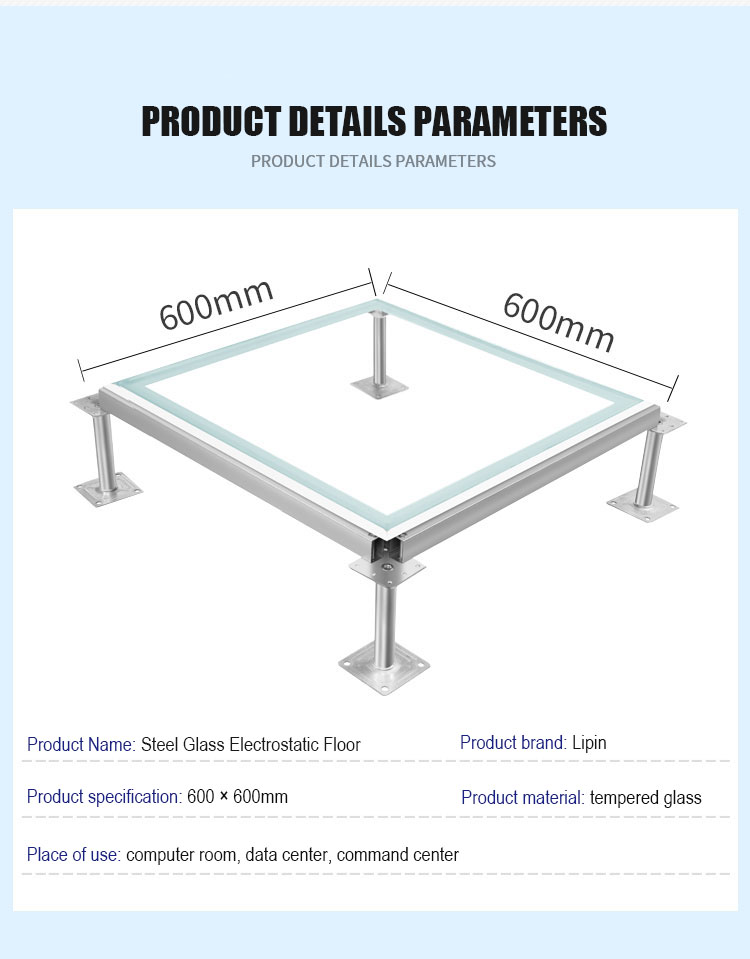 PRODUCT DETAILS PARAMETERS
PRODUCT DETAILS PARAMETERS
600mm
600mm
Product Name: Steel Glass Electrostatic Floor
Product brand: Lipin
Product specification: 600 × 600mm
Product material: tempered glass
Place of use: computer room, data center, command center